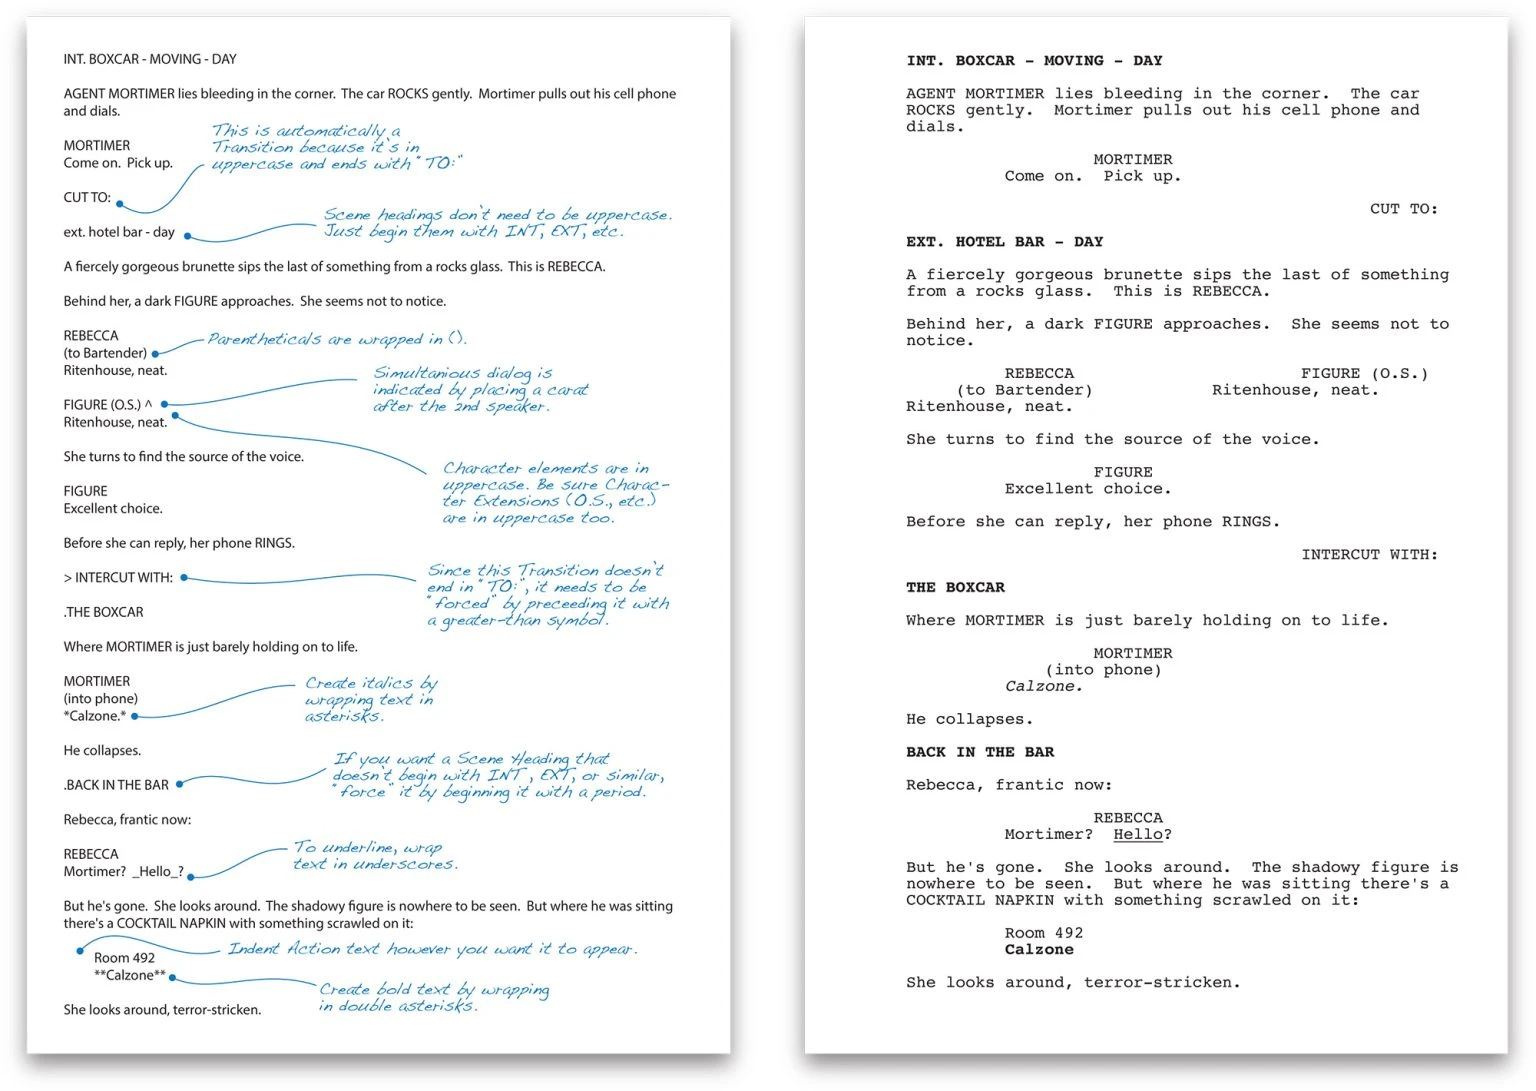 INT. BOXCAR - MOVING - DAY
AGENT MORTIMER lies bleeding in the corner.  The car ROCKS gently.  Mortimer pulls out his cell phone
and dials.
MORTIMER
Come on.  Pick up.
This is automatically a
Transition because it's in
uppercase and ends with "TO:"
CUT TO:
ext. hotel bar - day
Scene headings don't need to be uppercase.
Just begin them with INT, EXT, etc.
A fiercely gorgeous brunette sips the last of something from a rocks glass.  This is REBECCA.
Behind her, a dark FIGURE approaches.  She seems not to notice.
REBECCA
(to Bartender)
Ritenhouse, neat.
Parentheticals are wrapped in ().
FIGURE (O.S.) ^
Ritenhouse, neat.
Simultanious dialog is
indicated by placing a carat
after the 2nd speaker.
She turns to find the source of the voice.
Character elements are in
uppercase. Be sure Charac-
ter Extensions (O.S., etc.)
are in uppercase too.
FIGURE
Excellent choice.
Before she can reply, her phone RINGS.
> INTERCUT WITH:
Since this Transition doesn't
end in "TO:", it needs to be
"forced" by preceeding it with
a greater-than symbol.
.THE BOXCAR
Where MORTIMER is just barely holding on to life.
MORTIMER
(into phone)
*Calzone.*
Create italics by
wrapping text in
asterisks.
He collapses.
.BACK IN THE BAR
If you want a Scene Heading that
doesn't begin with INT , EXT, or similar,
"force" it by beginning it with a period.
Rebecca, frantic now:
REBECCA
Mortimer?  _Hello_?
To underline, wrap
text in underscores.
But he's gone.  She looks around.  The shadowy figure is nowhere to be seen.  But where he was sitting
there's a COCKTAIL NAPKIN with something scrawled on it:
Indent Action text however you want it to appear.
Room 492
**Calzone**
Create bold text by wrapping
in double asterisks.
She looks around, terror-stricken.
INT. BOXCAR - MOVING - DAY
AGENT MORTIMER lies bleeding in the corner.  The car
ROCKS gently.  Mortimer pulls out his cell phone and
dials.
MORTIMER
Come on.  Pick up.
CUT TO:
EXT. HOTEL BAR - DAY
A fiercely gorgeous brunette sips the last of something
from a rocks glass.  This is REBECCA.
Behind her, a dark FIGURE approaches.  She seems not to
notice.
REBECCA
(to Bartender)
Ritenhouse, neat.
FIGURE (O.S.)
Ritenhouse, neat.
She turns to find the source of the voice.
FIGURE
Excellent choice.
Before she can reply, her phone RINGS.
INTERCUT WITH:
THE BOXCAR
Where MORTIMER is just barely holding on to life.
MORTIMER
(into phone)
Calzone.
He collapses.
BACK IN THE BAR
Rebecca, frantic now:
REBECCA
Mortimer?  Hello?
But he's gone.  She looks around.  The shadowy figure is
nowhere to be seen.  But where he was sitting there's a
COCKTAIL NAPKIN with something scrawled on it:
Room 492
Calzone
She looks around, terror-stricken.